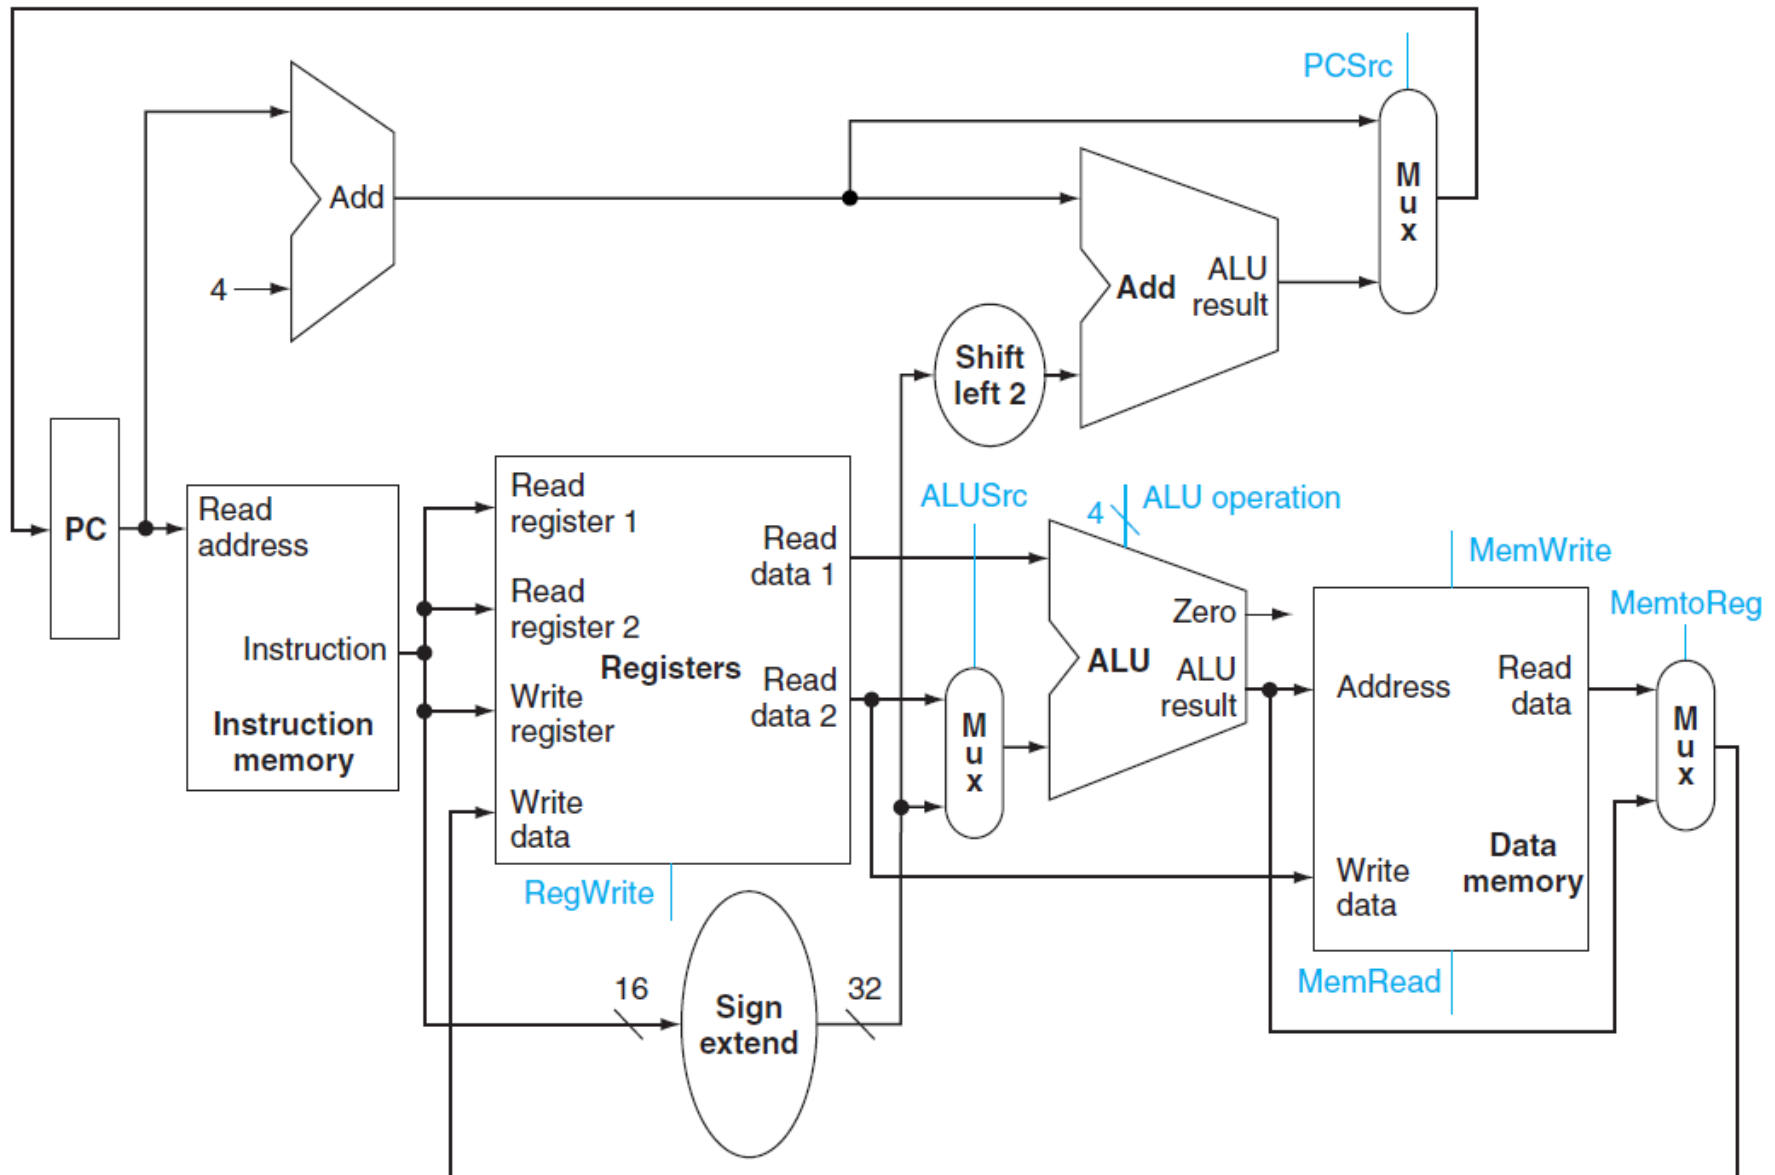 PCSrc
Add
4
M
u
x
Add
ALU
result
Shift
left 2
PC
Read
address
Instruction
Instruction
memory
Read
register 1
Read
register 2
Registers
Write
register
Write
data
Read
data 1
Read
data 2
RegWrite
16
Sign
extend
32
ALUSrc
M
u
x
4
ALU operation
Zero
ALU
ALU
result
MemWrite
Address
Read
data
Write
data
Data
memory
MemRead
MemtoReg
M
u
x